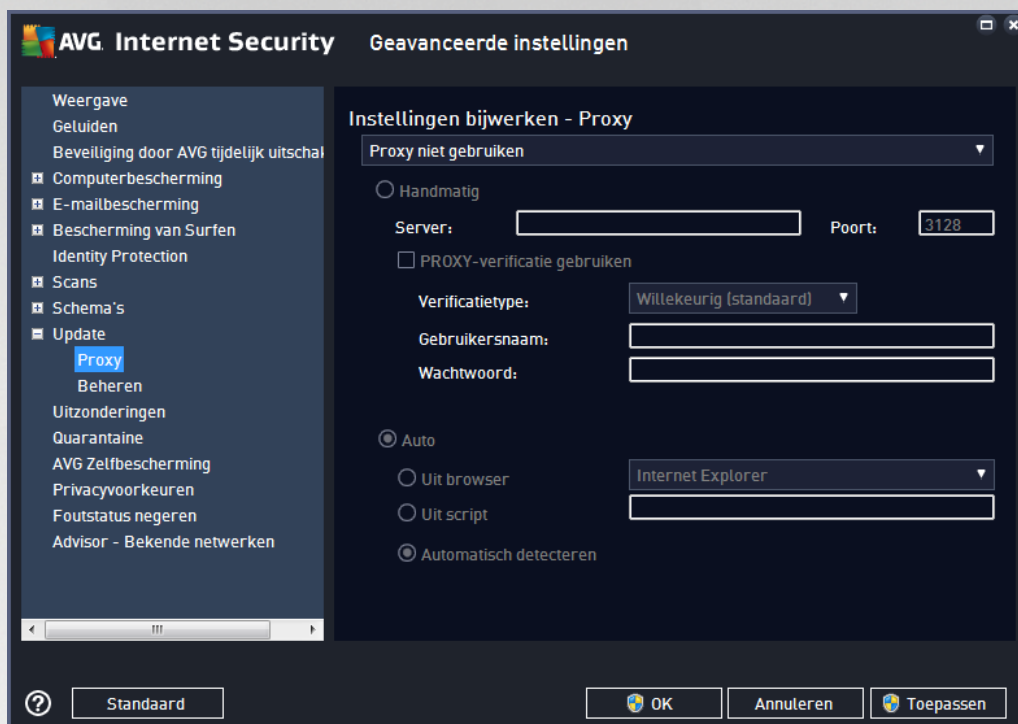 AVG. Internet Security
Geavanceerde instellingen
Weergave
Geluiden
Beveiliging door AVG tijdelijk uitschak
Computerbescherming
E-mailbescherming
Bescherming van Surfen
Identity Protection
Scans
Schema's
Update
Proxy
Beheren
Uitzonderingen
Quarantaine
AVG Zelfbescherming
Privacyvoorkeuren
Foutstatus negeren
Advisor - Bekende netwerken
Instellingen bijwerken - Proxy
Proxy niet gebruiken
Handmatig
Server: Poort: 3128
PROXY-verificatie gebruiken
Verificatietype: Willekeurig (standaard)
Gebruikersnaam:
Wachtwoord:
Auto
Uit browser Internet Explorer
Uit script
Automatisch detecteren
? Standaard OK Annuleren Toepassen